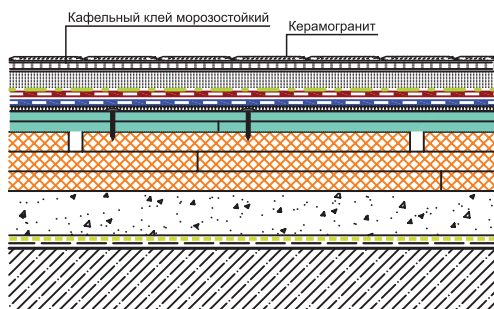 Кафельный клей морозостойкий
Керамогранит